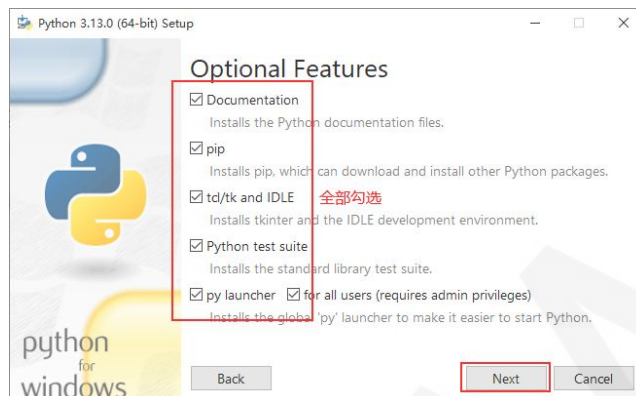 Python 3.13.0 (64-bit) Setup
Optional Features
Documentation
Installs the Python documentation files.
pip
Installs pip, which can download and install other Python packages.
tcl/tk and IDLE 全部勾选
Installs tkinter and the IDLE development environment.
Python test suite
Installs the standard library test suite.
py launcher for all users (requires admin privileges)
Installs the global 'py' launcher to make it easier to start Python.
python
for
windows
Back Next Cancel